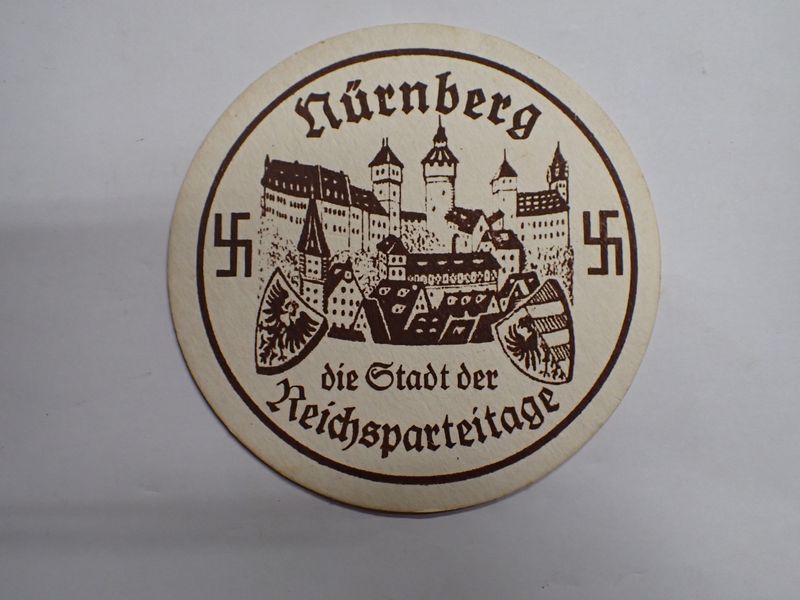 Nürnberg
die Stadt der
Reichsparteitage